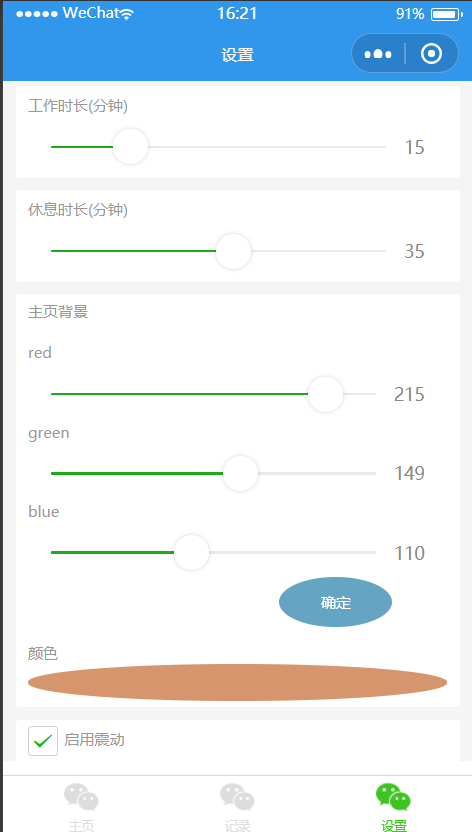 WeChat 16:21 91%
设置
工作时长(分钟)
15
休息时长(分钟)
35
主页背景
red
215
green
149
blue
110
确定
颜色
启用震动
主页 记录 设置